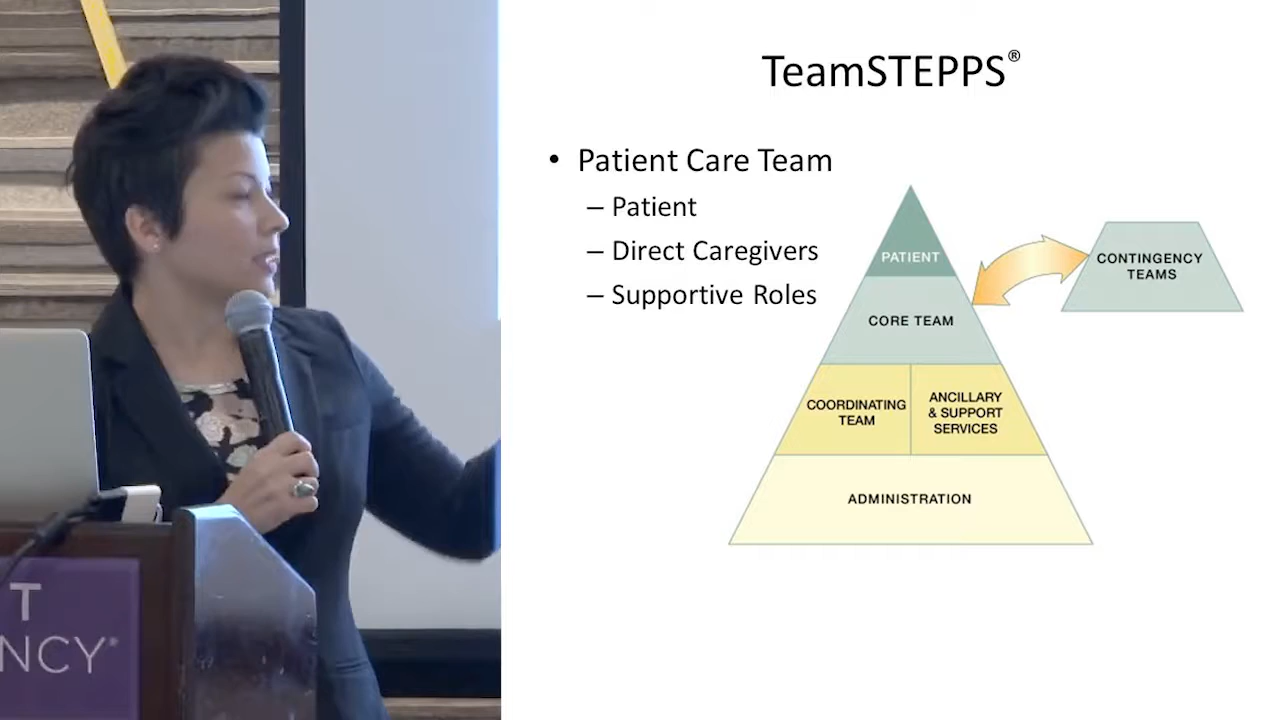 TeamSTEPPS®
• Patient Care Team
– Patient
– Direct Caregivers
– Supportive Roles
PATIENT
CORE TEAM
COORDINATING
TEAM
ANCILLARY
& SUPPORT
SERVICES
ADMINISTRATION
CONTINGENCY
TEAMS
T
NCY®